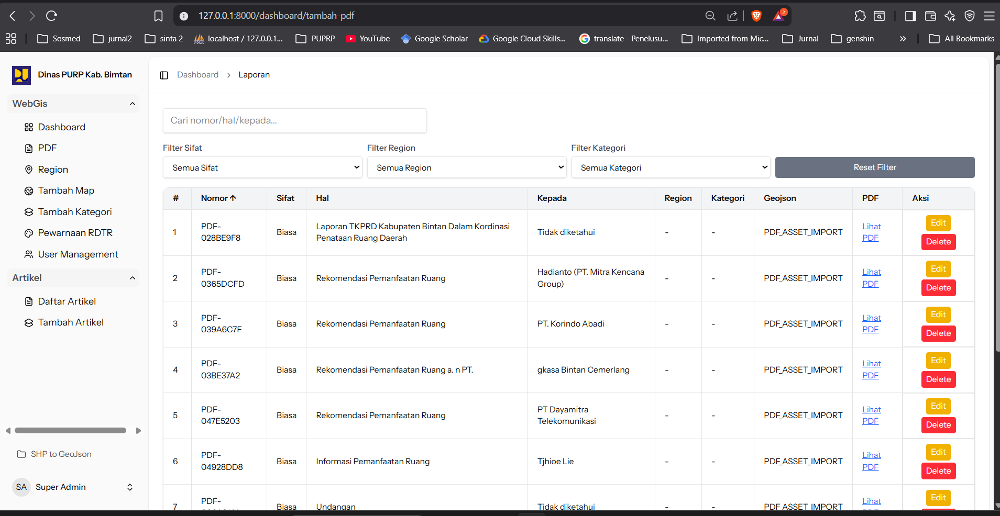 127.0.0.1:8000/dashboard/tambah-pdf
2
Sosmed
jurnal2
sinta 2
localhost / 127.0.0.1...
PUPRP
YouTube
Google Scholar
Google Cloud Skills...
translate - Penelusu...
Imported from Mic...
Jurnal
genshin
All Bookmarks
Dinas PURP Kab. Bimtan
WebGis
Dashboard
PDF
Region
Tambah Map
Tambah Kategori
Pewarnaan RDTR
User Management
Artikel
Daftar Artikel
Tambah Artikel
SHP to GeoJson
SA Super Admin
Dashboard > Laporan
Cari nomor/hal/kepada...
Filter Sifat
Filter Region
Filter Kategori
Semua Sifat
Semua Region
Semua Kategori
Reset Filter
# Nomor↑ Sifat Hal Kepada Region Kategori Geojson PDF Aksi
1
PDF-
028BE9F8
Biasa
Laporan TKPRD Kabupaten Bintan Dalam Kordinasi
Penataan Ruang Daerah
Tidak diketahui
-
-
PDF_ASSET_IMPORT
Lihat
PDF
Edit
Delete
2
PDF-
0365DCFD
Biasa
Rekomendasi Pemanfaatan Ruang
Hadianto (PT. Mitra Kencana
Group)
-
-
PDF_ASSET_IMPORT
Lihat
PDF
Edit
Delete
3
PDF-
039A6C7F
Biasa
Rekomendasi Pemanfaatan Ruang
PT. Korindo Abadi
-
-
PDF_ASSET_IMPORT
Lihat
PDF
Edit
Delete
4
PDF-
03BE37A2
Biasa
Rekomendasi Pemanfaatan Ruang a. n PT.
gkasa Bintan Cemerlang
-
-
PDF_ASSET_IMPORT
Lihat
PDF
Edit
Delete
5
PDF-
047E5203
Biasa
Rekomendasi Pemanfaatan Ruang
PT Dayamitra
Telekomunikasi
-
-
PDF_ASSET_IMPORT
Lihat
PDF
Edit
Delete
6
PDF-
04928DD8
Biasa
Informasi Pemanfaatan Ruang
Tjhioe Lie
-
-
PDF_ASSET_IMPORT
Lihat
PDF
Edit
Delete
7
PDF-
Biasa
Undangan
Tidak diketahui
-
-
PDF_ASSET_IMPORT
Lihat
Edit